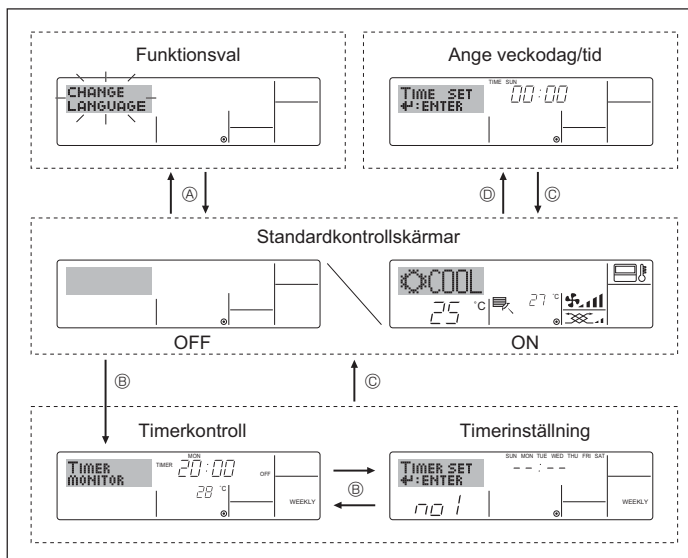 Funktionsval
CHANGE
LANGUAGE
Ange veckodag/tid
TIME SUN
TIME SET 00:00
↵:ENTER
Ⓐ
Ⓓ Ⓒ
Standardkontrollskärmar
COOL
25 °C 27 °C
OFF
ON
Ⓑ
Ⓒ
Timerkontroll
MON
TIMER MONITOR
TIMER 20:00 OFF
28 °C
WEEKLY
Ⓑ
Timerinställning
SUN MON TUE WED THU FRI SAT
TIMER SET --:--
↵:ENTER
no 1
WEEKLY